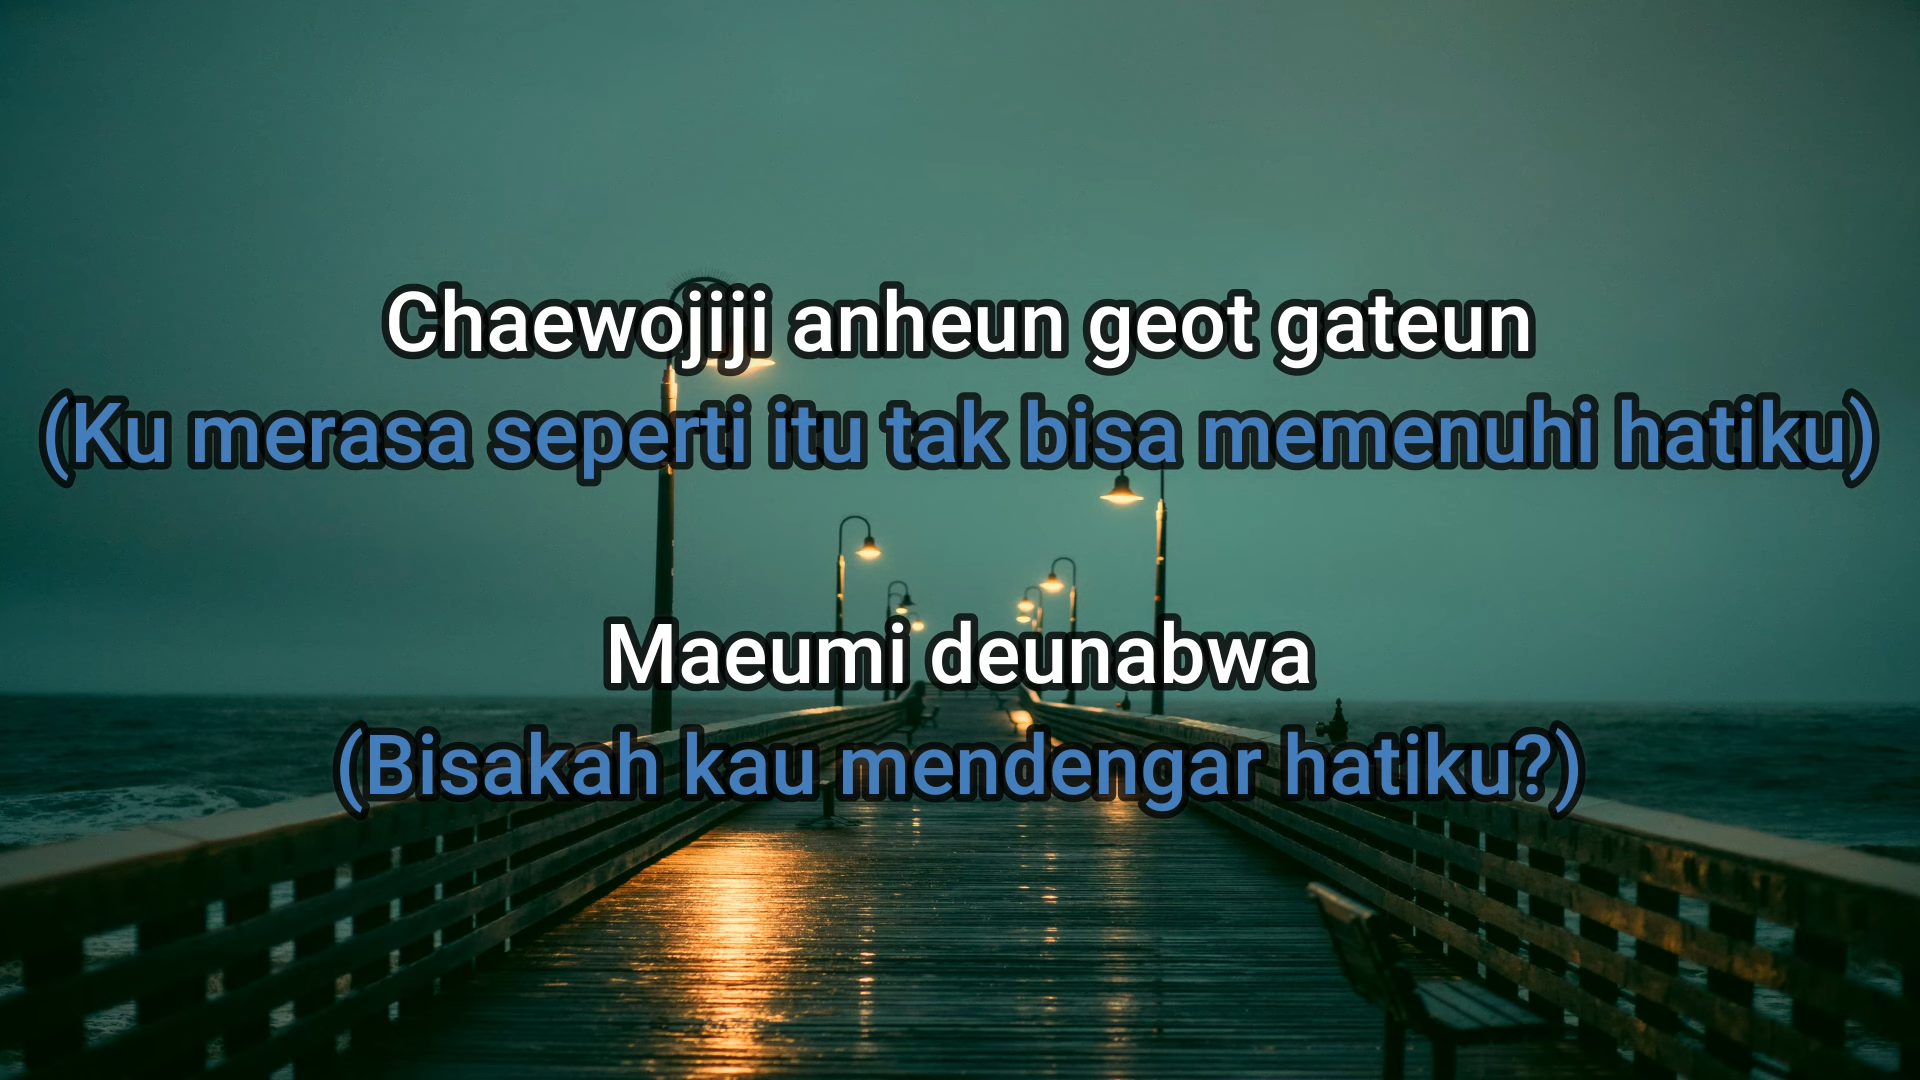 Chaewojiji anheun geot gateun
(Ku merasa seperti itu tak bisa memenuhi hatiku)
Maeumi deunabwa
(Bisakah kau mendengar hatiku?)